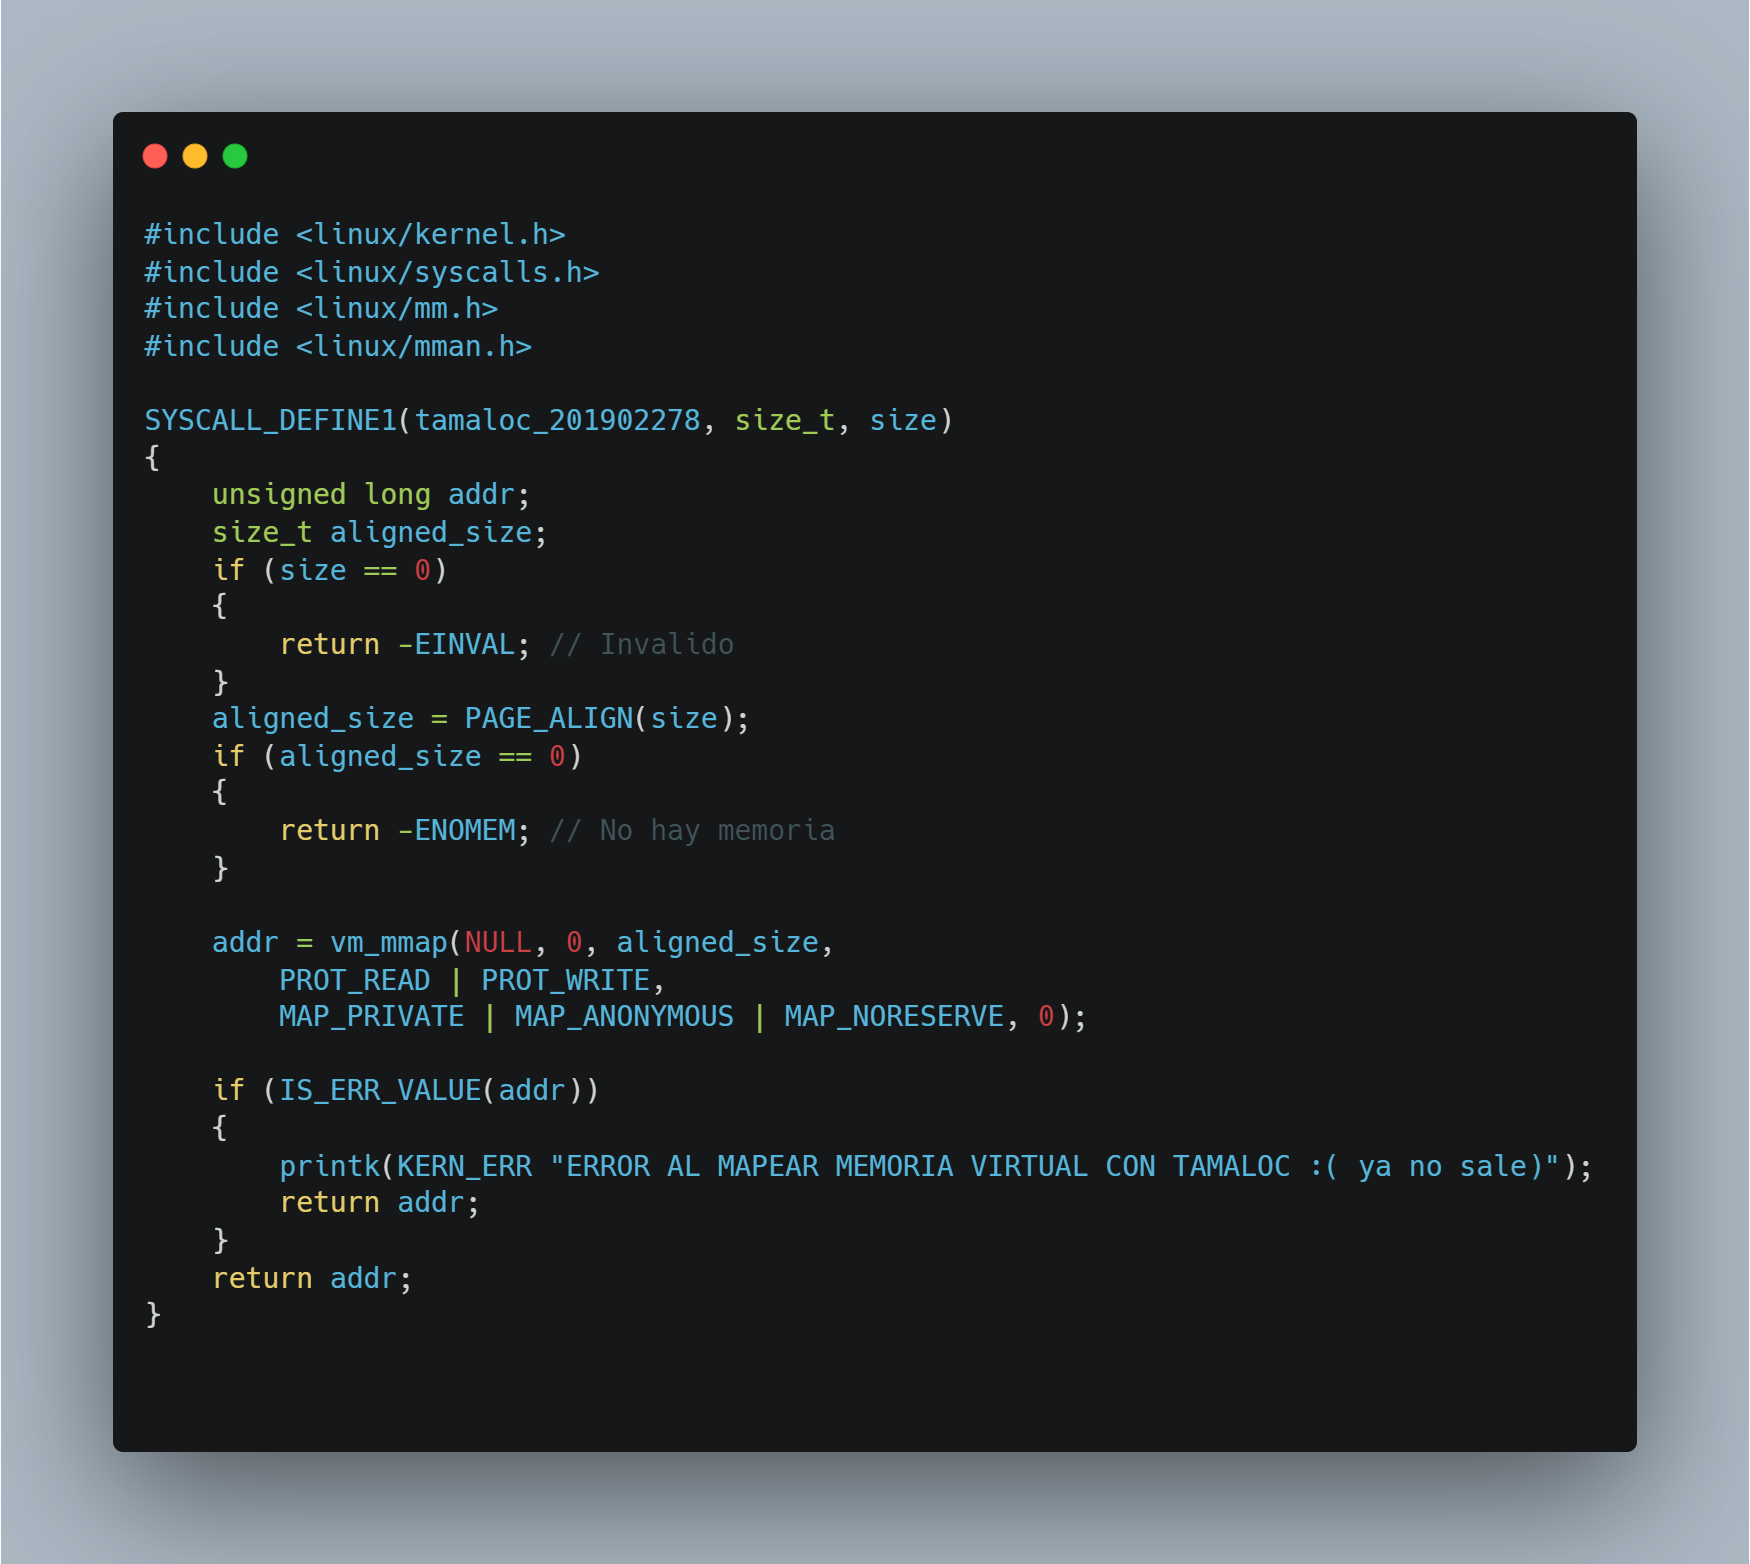 #include <linux/kernel.h>
#include <linux/syscalls.h>
#include <linux/mm.h>
#include <linux/mman.h>

SYSCALL_DEFINE1(tamaloc_201902278, size_t, size)
{
    unsigned long addr;
    size_t aligned_size;
    if (size == 0)
    {
        return -EINVAL; // Invalido
    }
    aligned_size = PAGE_ALIGN(size);
    if (aligned_size == 0)
    {
        return -ENOMEM; // No hay memoria
    }

    addr = vm_mmap(NULL, 0, aligned_size,
        PROT_READ | PROT_WRITE,
        MAP_PRIVATE | MAP_ANONYMOUS | MAP_NORESERVE, 0);

    if (IS_ERR_VALUE(addr))
    {
        printk(KERN_ERR "ERROR AL MAPEAR MEMORIA VIRTUAL CON TAMALOC :( ya no sale)");
        return addr;
    }
    return addr;
}